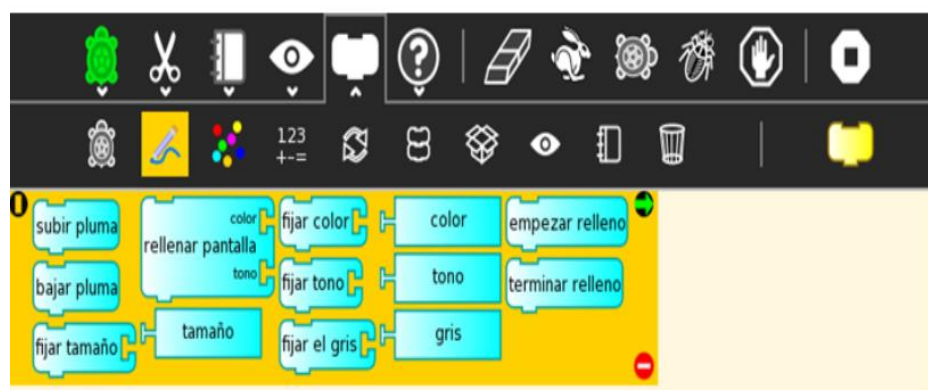 123
+-=
subir pluma
bajar pluma
fijar tamaño
tamaño
color
rellenar pantalla
tono
fijar color
fijar tono
fijar el gris
color
tono
gris
empezar relleno
terminar relleno